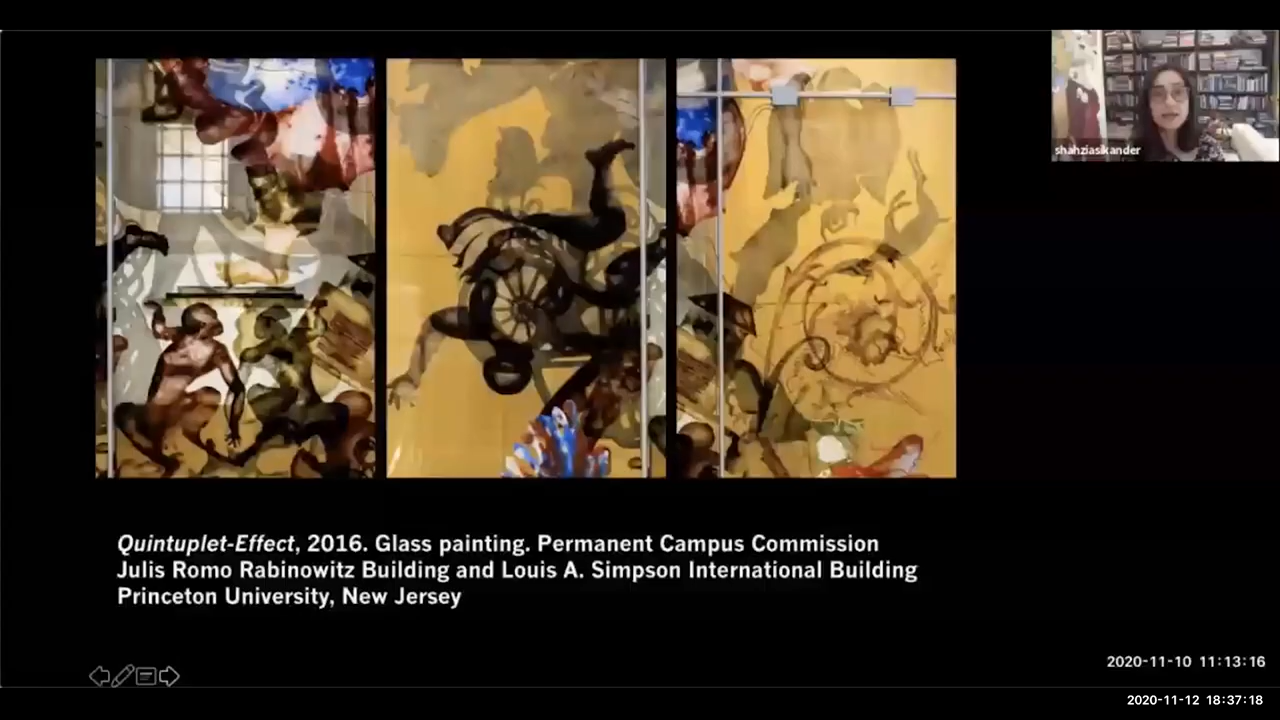 shahziasikander
Quintuplet-Effect, 2016. Glass painting. Permanent Campus Commission
Julis Romo Rabinowitz Building and Louis A. Simpson International Building
Princeton University, New Jersey
2020-11-10 11:13:16
2020-11-12 18:37:18